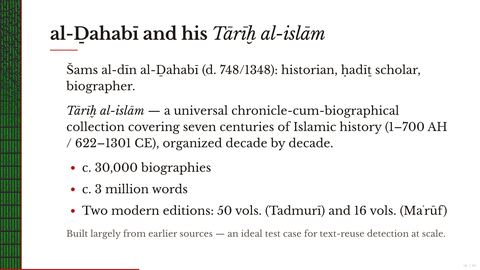 al-Ḏahabī and his Tārīḫ al-islām
Šams al-dīn al-Ḏahabī (d. 748/1348): historian, ḥadīṯ scholar,
biographer.
Tārīḫ al-islām — a universal chronicle-cum-biographical
collection covering seven centuries of Islamic history (1–700 AH
/ 622–1301 CE), organized decade by decade.
• c. 30,000 biographies
• c. 3 million words
• Two modern editions: 50 vols. (Tadmurī) and 16 vols. (Maʿrūf)
Built largely from earlier sources — an ideal test case for text-reuse detection at scale.